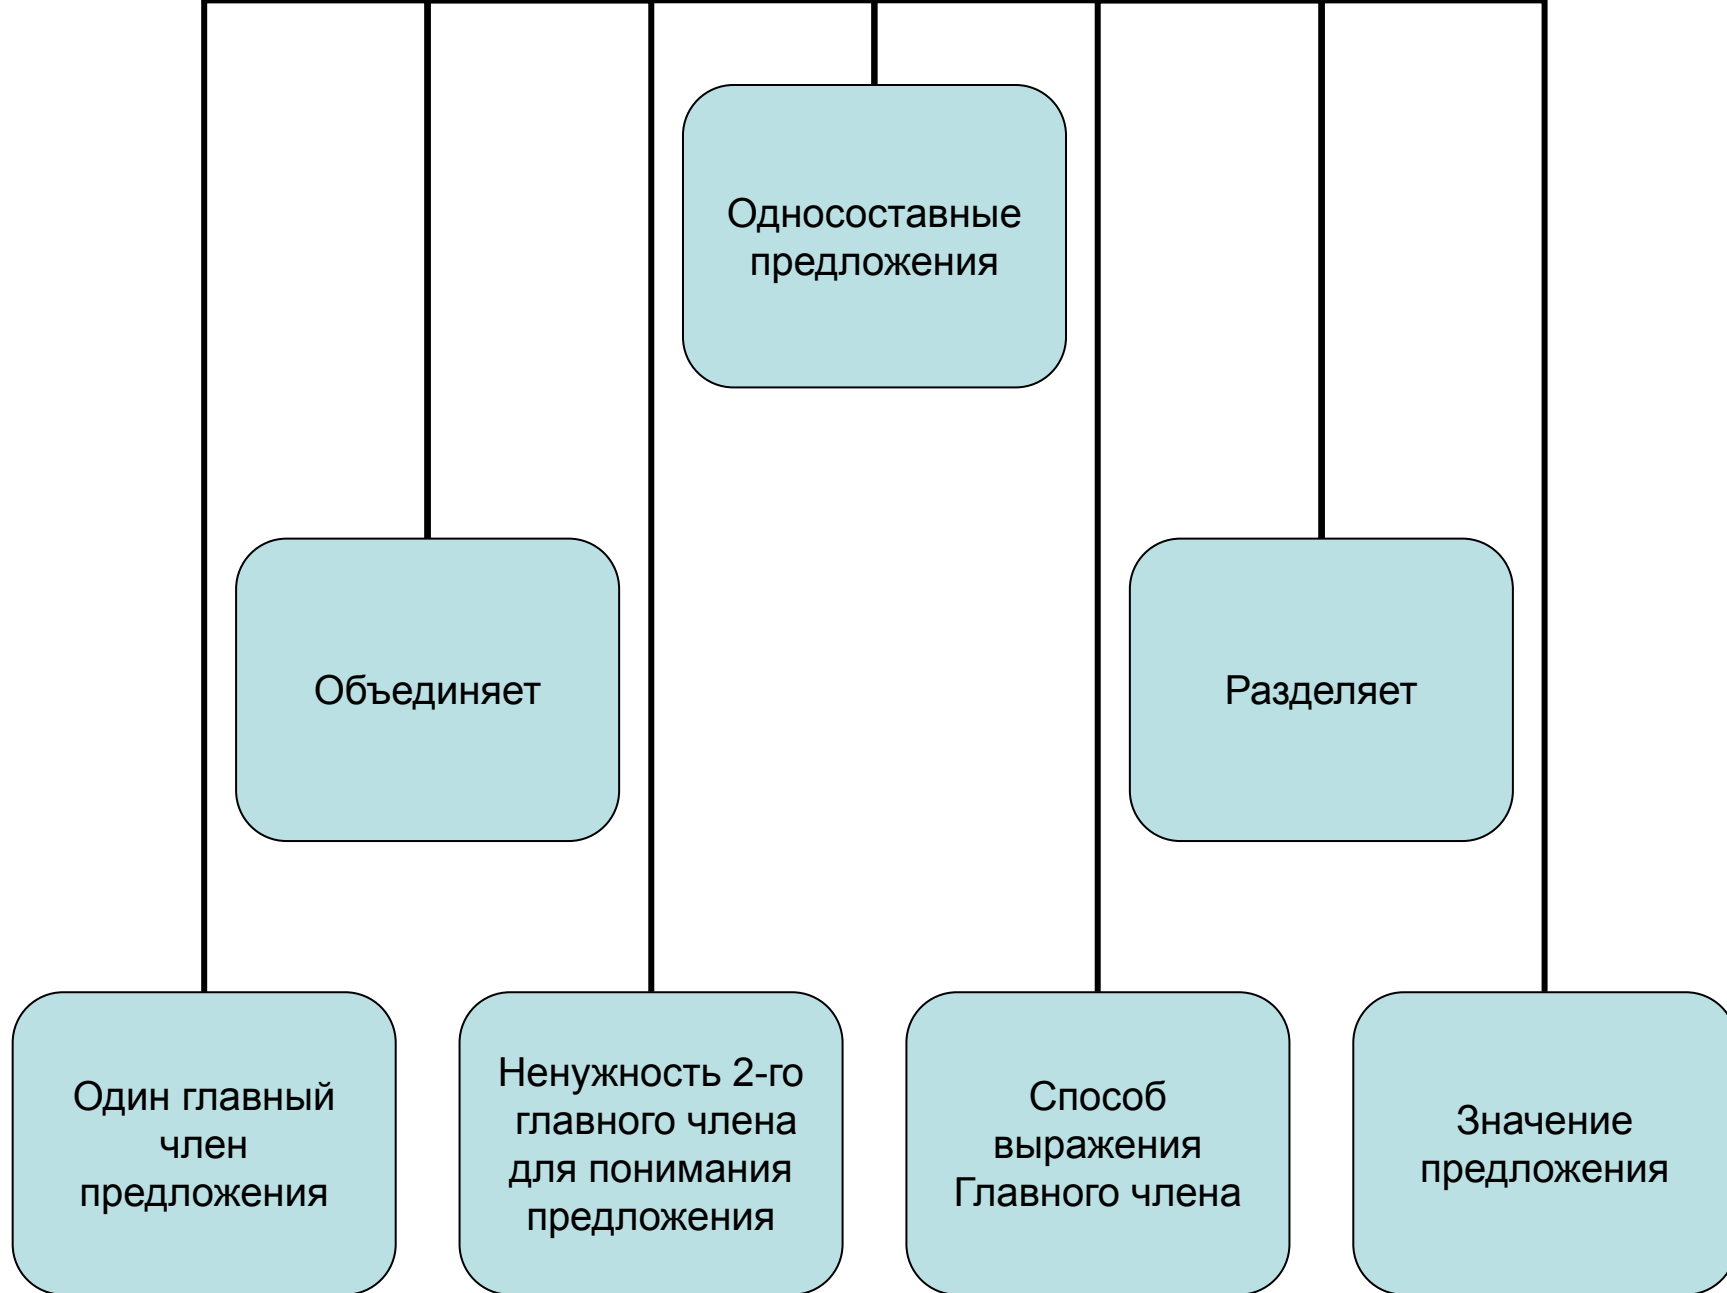 Односоставные
предложения
Объединяет
Разделяет
Один главный
член
предложения
Ненужность 2-го
главного члена
для понимания
предложения
Способ
выражения
Главного члена
Значение
предложения